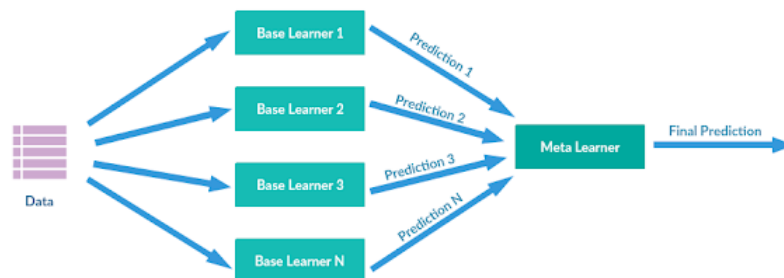 Base Learner 1
Prediction 1
Base Learner 2
Prediction 2
Data
Meta Learner
Final Prediction
Base Learner 3
Prediction 3
Base Learner N
Prediction N